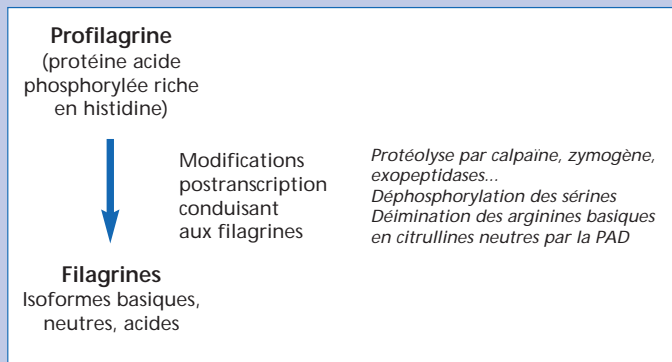 Profilagrine
(protéine acide
phosphorylée riche
en histidine)
Modifications
postranscription
conduisant
aux filagrines
Protéolyse par calpaïne, zymogène,
exopeptidases...
Déphosphorylation des sérines
Déimination des arginines basiques
en citrullines neutres par la PAD
Filagrines
Isoformes basiques,
neutres, acides